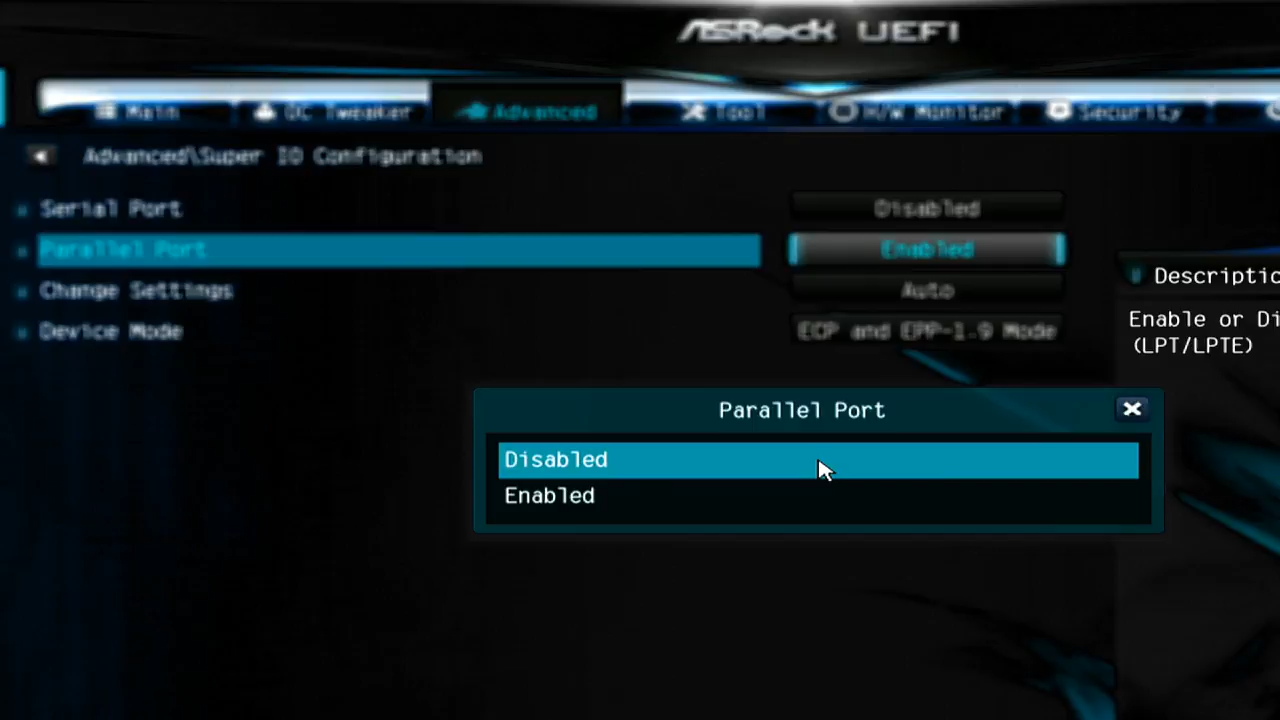 ASRock UEFI
Main
OC Tweaker
Advanced
Tool
H/W Monitor
Security
Advanced\Super IO Configuration
Serial Port
Disabled
Parallel Port
Enabled
Change Settings
Auto
Device Mode
ECP and EPP-1.9 Mode
Descriptio
Enable or Di
(LPT/LPTE)
Parallel Port
Disabled
Enabled